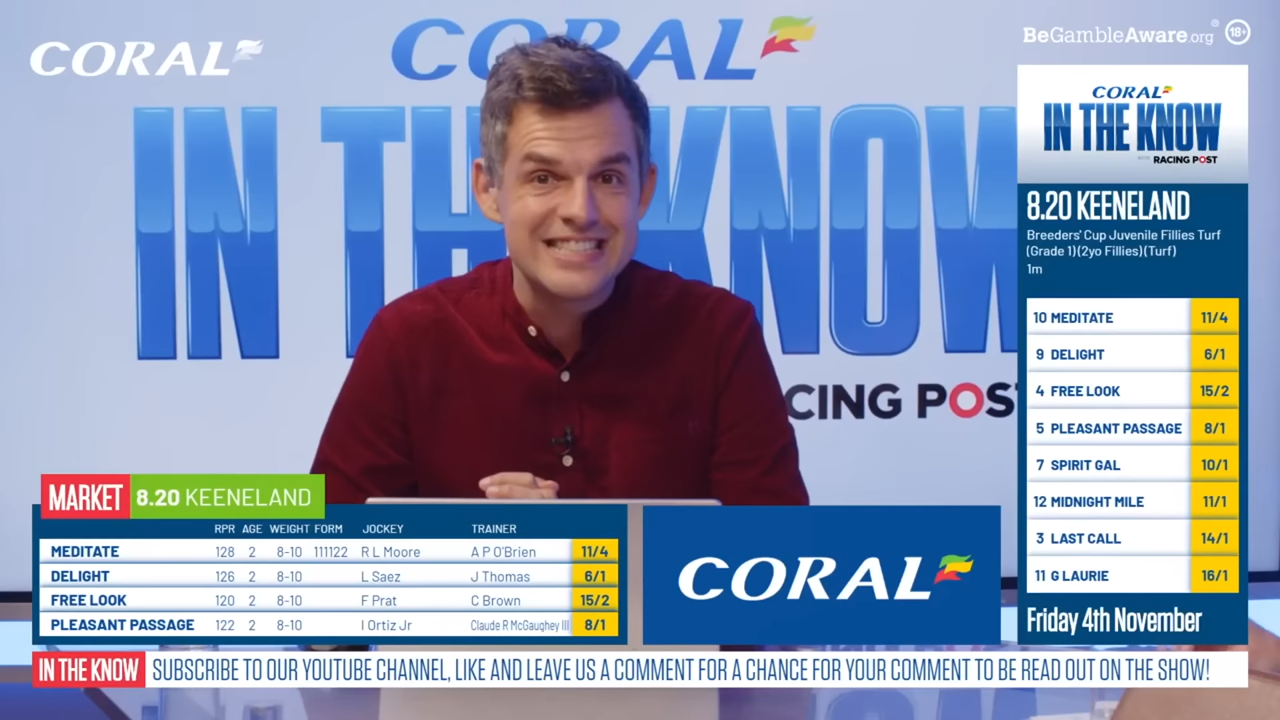 CORAL
CORAL
BeGambleAware.org® 18+
IN THE KNOW
CING POS
CORAL
IN THE KNOW
WITH RACING POST
8.20 KEENELAND
Breeders' Cup Juvenile Fillies Turf
(Grade 1)(2yo Fillies)(Turf)
1m
10 MEDITATE 11/4
9 DELIGHT 6/1
4 FREE LOOK 15/2
5 PLEASANT PASSAGE 8/1
7 SPIRIT GAL 10/1
12 MIDNIGHT MILE 11/1
3 LAST CALL 14/1
11 G LAURIE 16/1
Friday 4th November
MARKET 8.20 KEENELAND
RPR AGE WEIGHT FORM JOCKEY TRAINER
MEDITATE 128 2 8-10 111122 R L Moore A P O'Brien 11/4
DELIGHT 126 2 8-10 L Saez J Thomas 6/1
FREE LOOK 120 2 8-10 F Prat C Brown 15/2
PLEASANT PASSAGE 122 2 8-10 I Ortiz Jr Claude R McGaughey III 8/1
CORAL
IN THE KNOW SUBSCRIBE TO OUR YOUTUBE CHANNEL, LIKE AND LEAVE US A COMMENT FOR A CHANCE FOR YOUR COMMENT TO BE READ OUT ON THE SHOW!